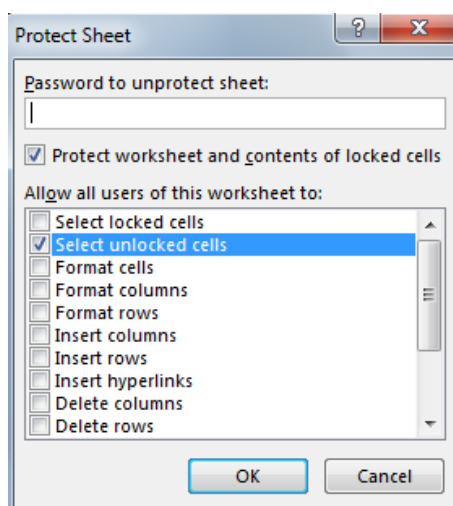 Protect Sheet
Password to unprotect sheet:
Protect worksheet and contents of locked cells
Allow all users of this worksheet to:
Select locked cells
Select unlocked cells
Format cells
Format columns
Format rows
Insert columns
Insert rows
Insert hyperlinks
Delete columns
Delete rows
OK Cancel